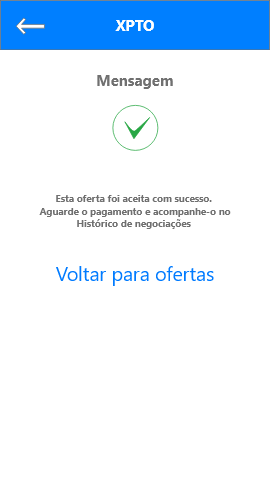 XPTO
Mensagem
Esta oferta foi aceita com sucesso.
Aguarde o pagamento e acompanhe-o no
Histórico de negociações
Voltar para ofertas